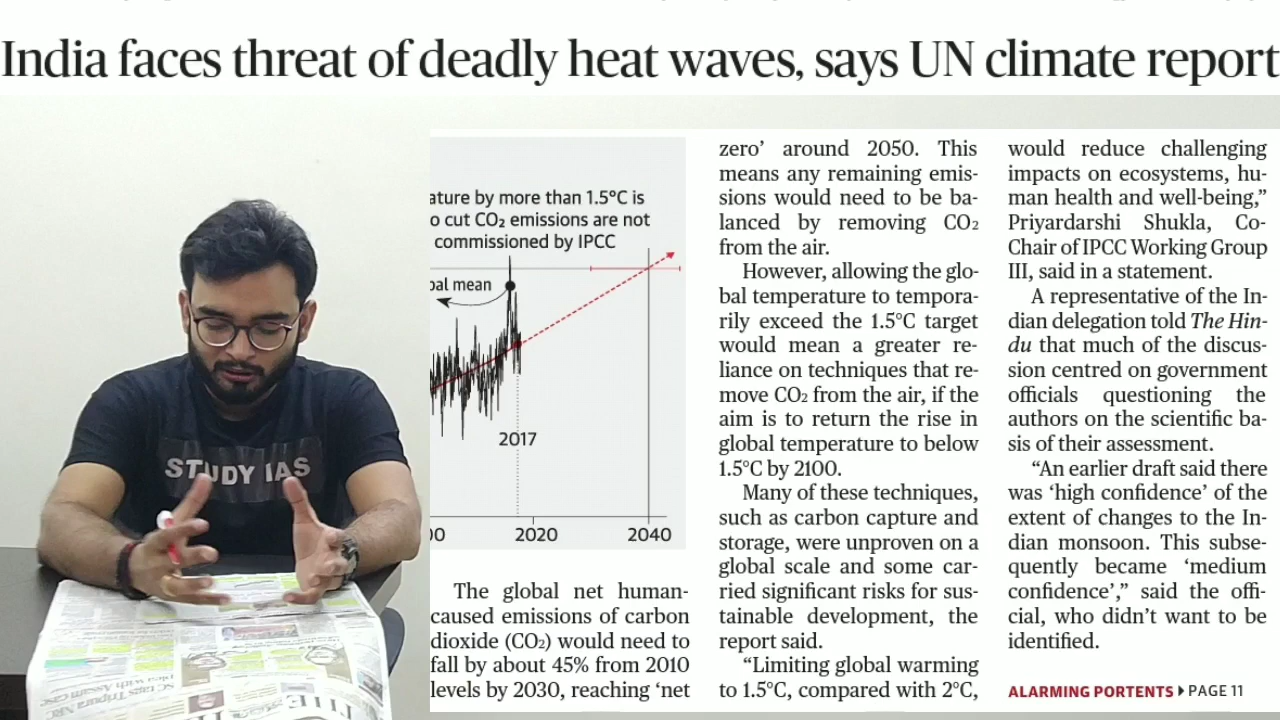 India faces threat of deadly heat waves, says UN climate report
STUDY IAS
ature by more than 1.5°C is
o cut CO₂ emissions are not
commissioned by IPCC
bal mean
2017
00 2020 2040
The global net human-
caused emissions of carbon
dioxide (CO₂) would need to
fall by about 45% from 2010
levels by 2030, reaching ‘net
zero’ around 2050. This
means any remaining emis-
sions would need to be ba-
lanced by removing CO₂
from the air.
However, allowing the glo-
bal temperature to tempora-
rily exceed the 1.5°C target
would mean a greater re-
liance on techniques that re-
move CO₂ from the air, if the
aim is to return the rise in
global temperature to below
1.5°C by 2100.
Many of these techniques,
such as carbon capture and
storage, were unproven on a
global scale and some car-
ried significant risks for sus-
tainable development, the
report said.
“Limiting global warming
to 1.5°C, compared with 2°C,
would reduce challenging
impacts on ecosystems, hu-
man health and well-being,”
Priyardarshi Shukla, Co-
Chair of IPCC Working Group
III, said in a statement.
A representative of the In-
dian delegation told The Hin-
du that much of the discus-
sion centred on government
officials questioning the
authors on the scientific ba-
sis of their assessment.
“An earlier draft said there
was ‘high confidence’ of the
extent of changes to the In-
dian monsoon. This subse-
quently became ‘medium
confidence’,” said the offi-
cial, who didn’t want to be
identified.
ALARMING PORTENTS PAGE 11